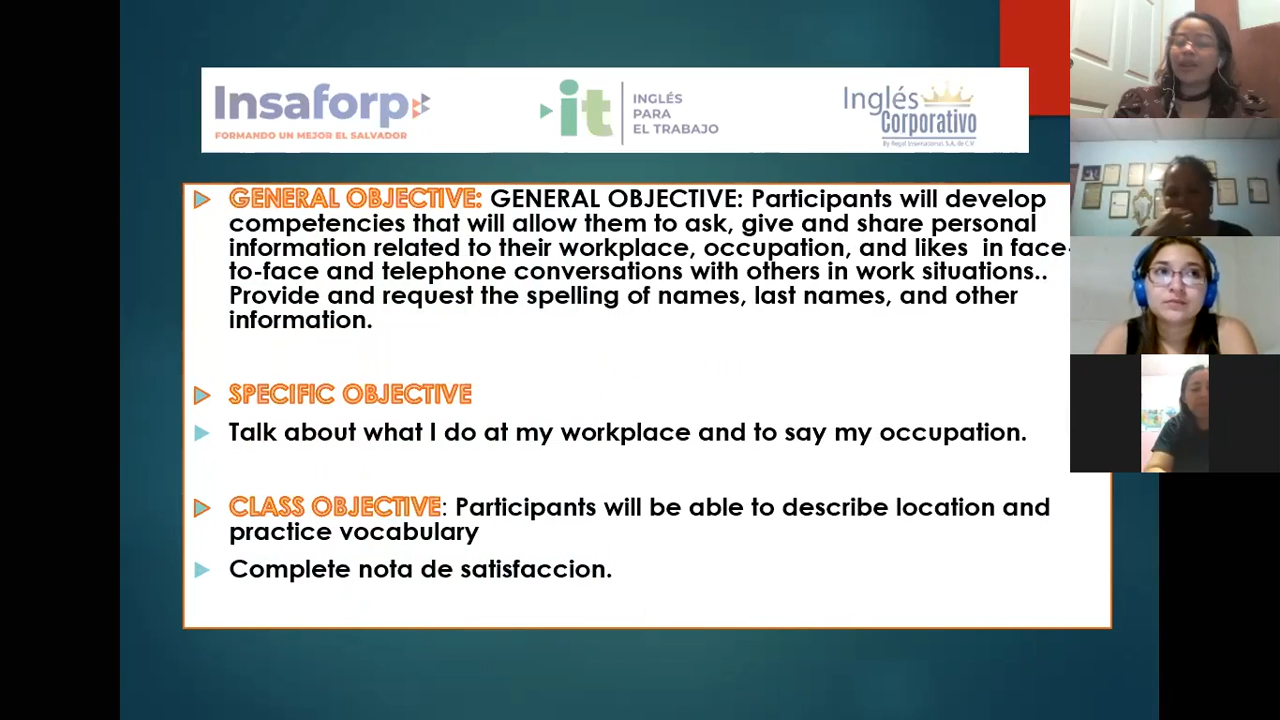 Insaforp
FORMANDO UN MEJOR EL SALVADOR
it
INGLÉS
PARA
EL TRABAJO
Inglés
Corporativo
By Regal International S.A. de C.V
GENERAL OBJECTIVE: GENERAL OBJECTIVE: Participants will develop
competencies that will allow them to ask, give and share personal
information related to their workplace, occupation, and likes in face-
to-face and telephone conversations with others in work situations..
Provide and request the spelling of names, last names, and other
information.
SPECIFIC OBJECTIVE
Talk about what I do at my workplace and to say my occupation.
CLASS OBJECTIVE: Participants will be able to describe location and
practice vocabulary
Complete nota de satisfaccion.